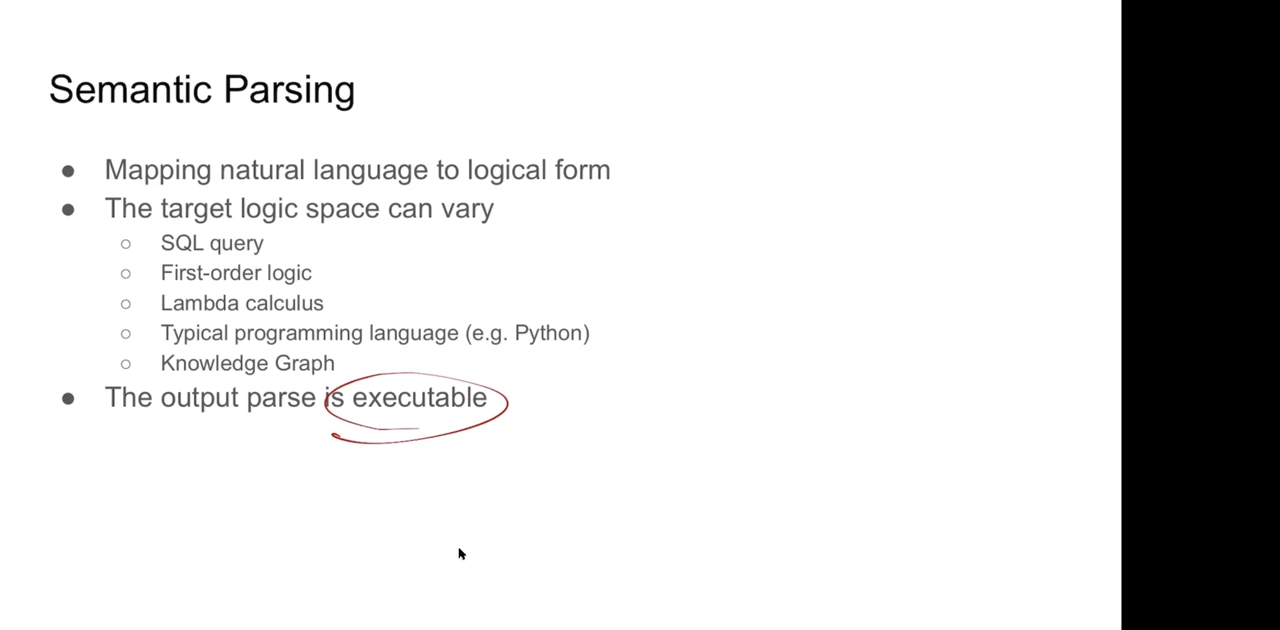 Semantic Parsing
● Mapping natural language to logical form
● The target logic space can vary
○ SQL query
○ First-order logic
○ Lambda calculus
○ Typical programming language (e.g. Python)
○ Knowledge Graph
● The output parse is executable